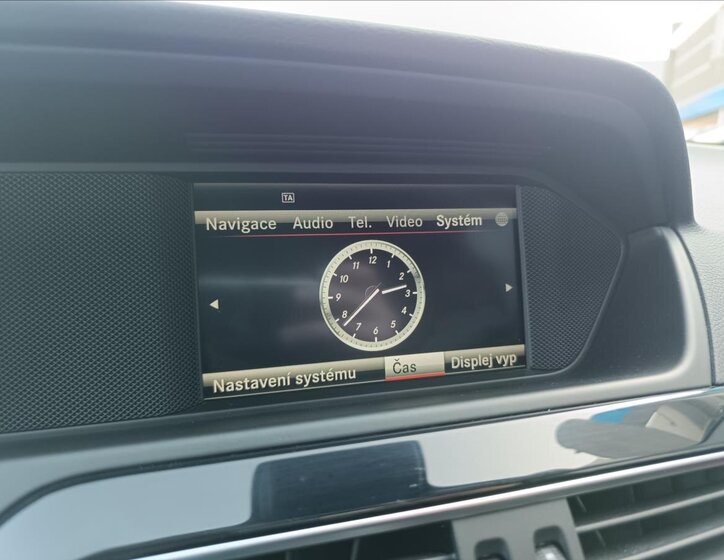 TA
Navigace Audio Tel. Video Systém
12
11 1
10 2
9 3
8 4
7 5
6
Nastavení systému Čas Displej vyp